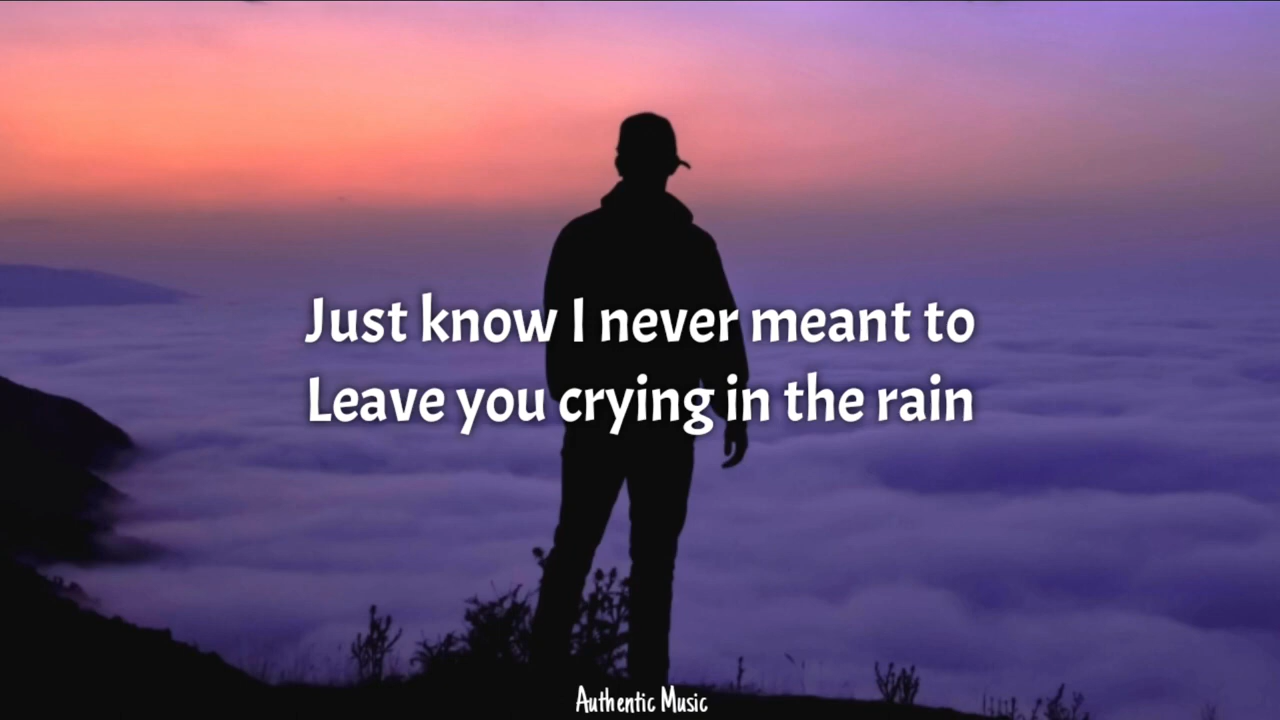 Just know I never meant to
Leave you crying in the rain
Authentic Music